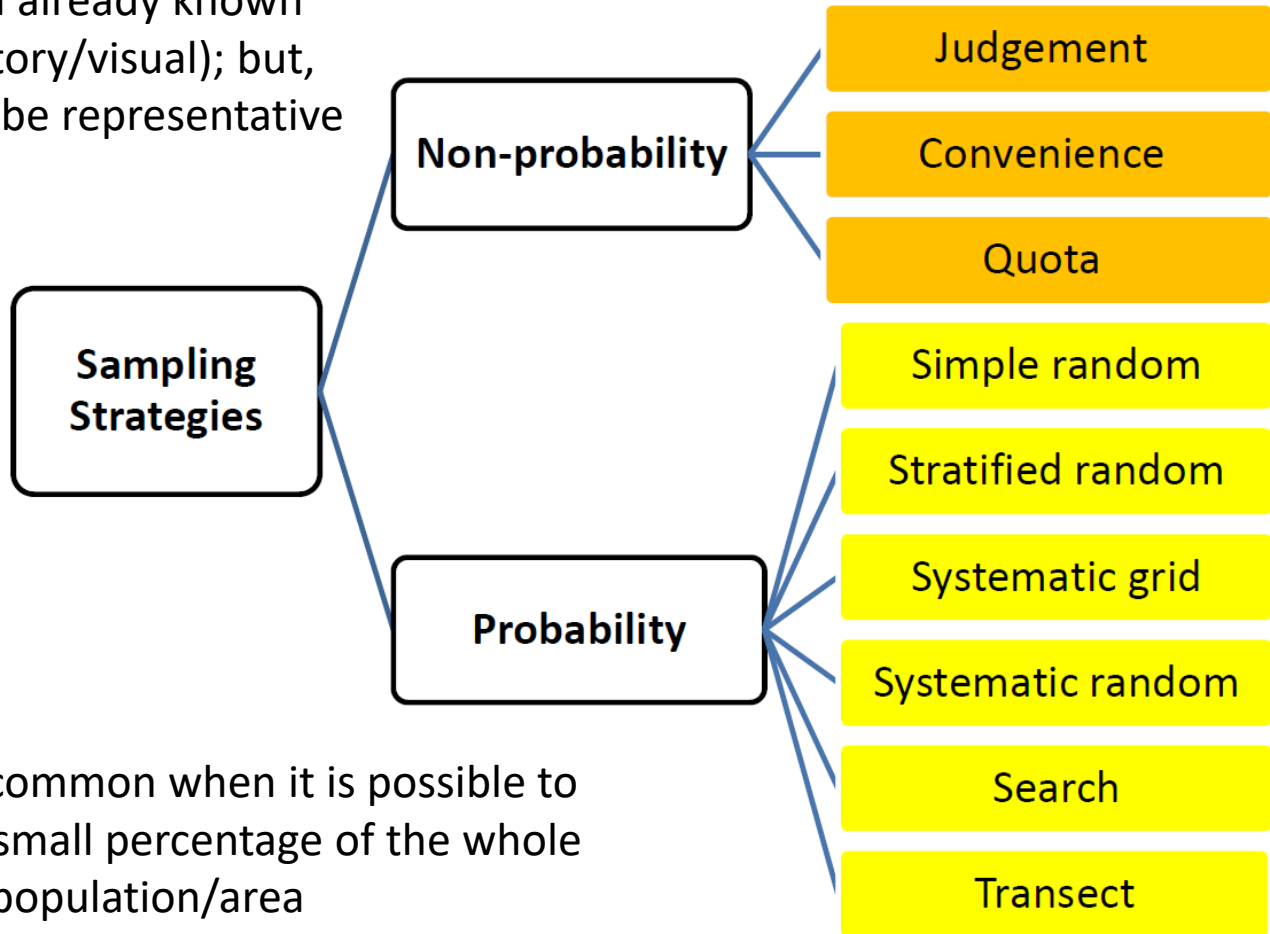 already known
tory/visual); but,
be representative
Judgement
Non-probability
Convenience
Quota
Sampling
Strategies
Simple random
Stratified random
Systematic grid
Probability
Systematic random
Search
Transect
common when it is possible to
small percentage of the whole
population/area